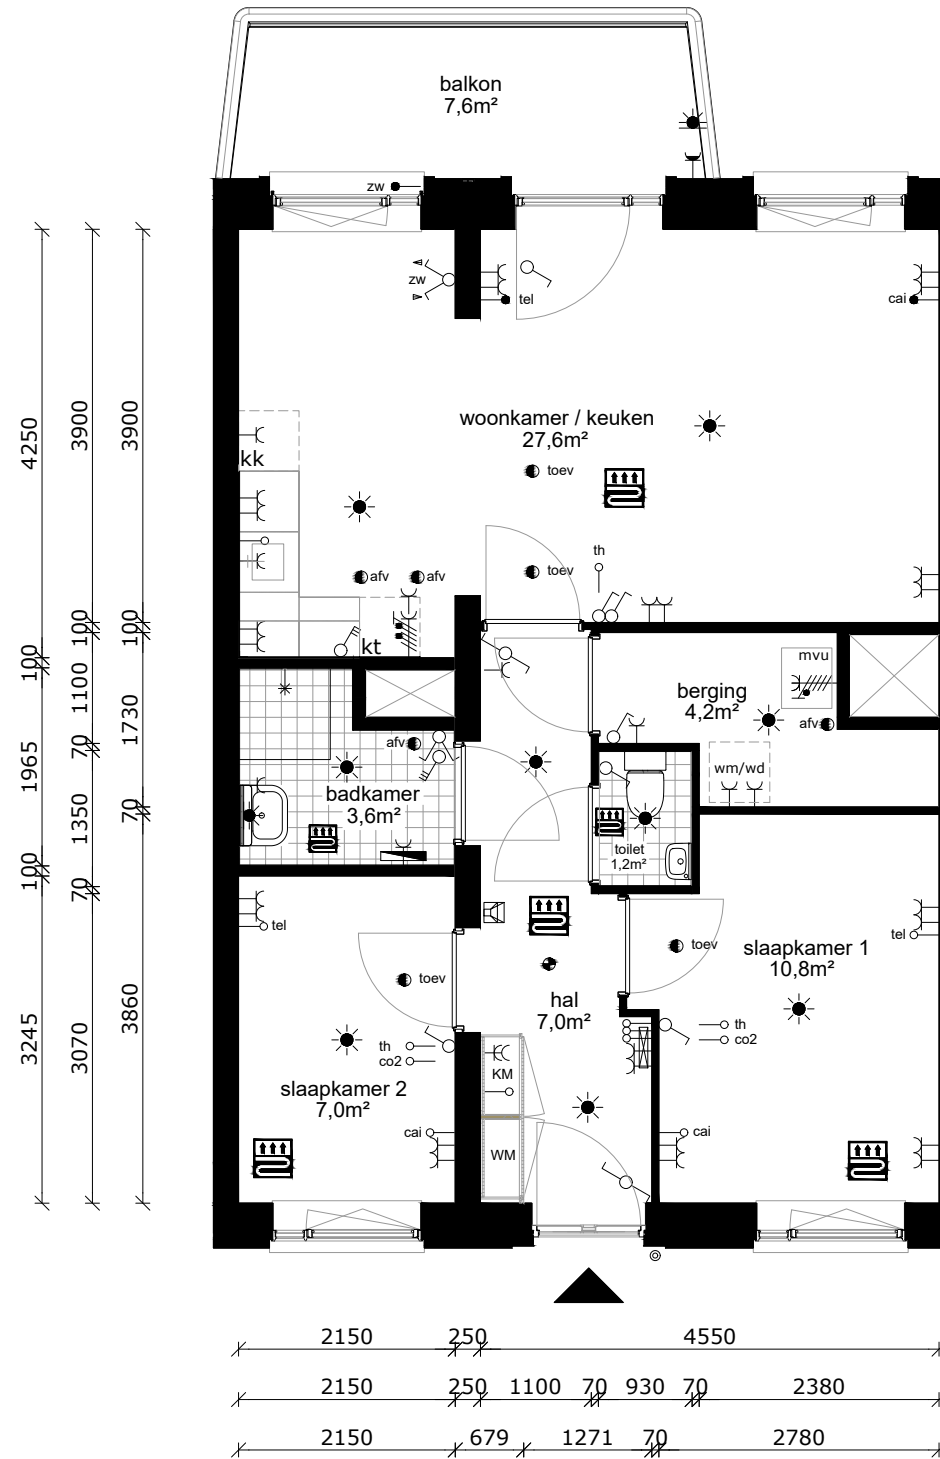 balkon
7,6m²
zw
zw
tel
cai
woonkamer / keuken
27,6m²
toev
kk
th
toev
afv
afv
kt
mvu
berging
4,2m²
afv
afv
wm/wd
badkamer
3,6m²
toilet
1,2m²
tel
tel
toev
slaapkamer 1
10,8m²
toev
hal
7,0m²
th
co2
th
co2
KM
slaapkamer 2
7,0m²
cai
cai
WM
4250
100
1965
100
3245
3900
100
1100
70
1350
70
3070
3900
100
1730
70
3860
2150 250 4550
2150 250 1100 70 930 70 2380
2150 679 1271 70 2780